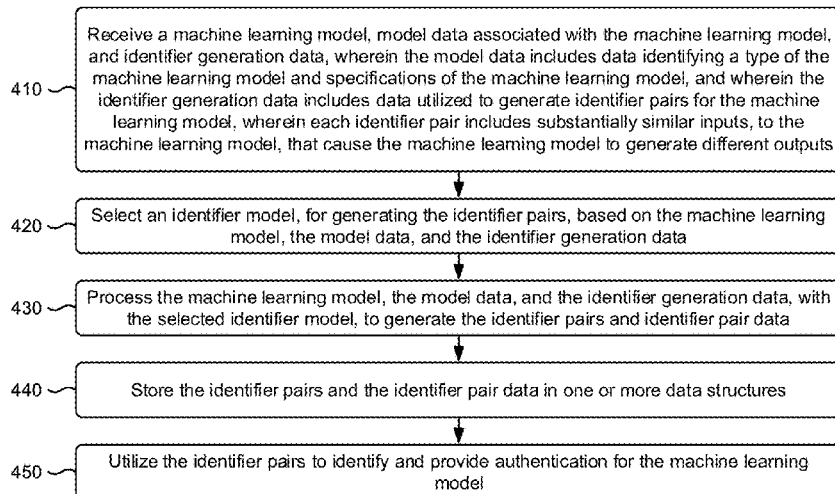 Receive a machine learning model, model data associated with the machine learning model,
and identifier generation data, wherein the model data includes data identifying a type of the
machine learning model and specifications of the machine learning model, and wherein the
410
identifier generation data includes data utilized to generate identifier pairs for the machine
learning model, wherein each identifier pair includes substantially similar inputs, to the
machine learning model, that cause the machine learning model to generate different outputs
420
Select an identifier model, for generating the identifier pairs, based on the machine learning
model, the model data, and the identifier generation data
430
Process the machine learning model, the model data, and the identifier generation data, with
the selected identifier model, to generate the identifier pairs and identifier pair data
440
Store the identifier pairs and the identifier pair data in one or more data structures
450
Utilize the identifier pairs to identify and provide authentication for the machine learning
model